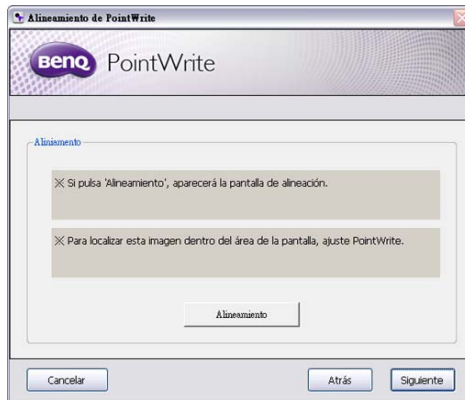 Alineamiento de PointWrite
BenQ PointWrite
Aliniamento
※ Si pulsa 'Alineamiento', aparecerá la pantalla de alineación.
※ Para localizar esta imagen dentro del área de la pantalla, ajuste PointWrite.
Alineamiento
Cancelar Atrás Siguiente